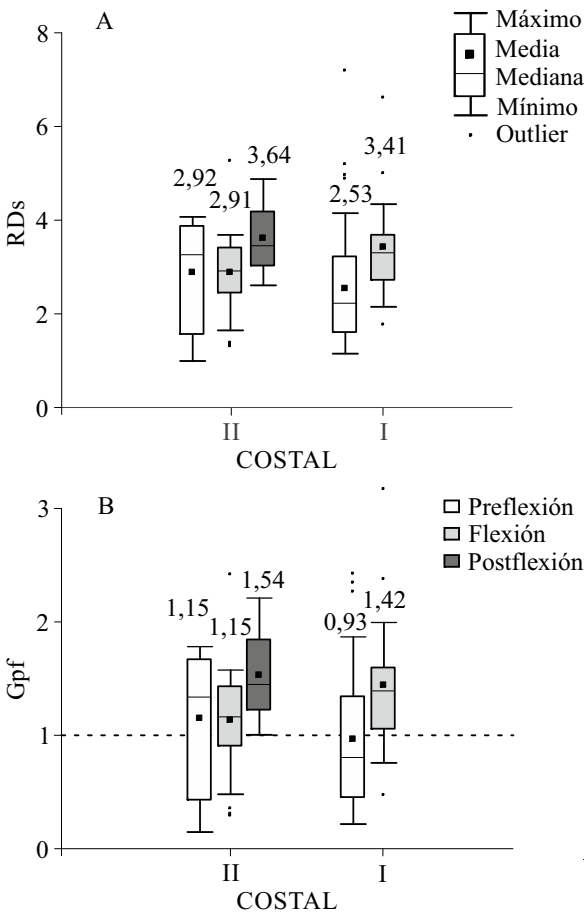 A
8
6
4
2
0
RDs
Máximo
Media
Mediana
Mínimo
Outlier
2,92
2,91
3,64
2,53
3,41
II
I
COSTAL
B
3
2
1
0
Gpf
Preflexión
Flexión
Postflexión
1,15
1,15
1,54
0,93
1,42
II
I
COSTAL